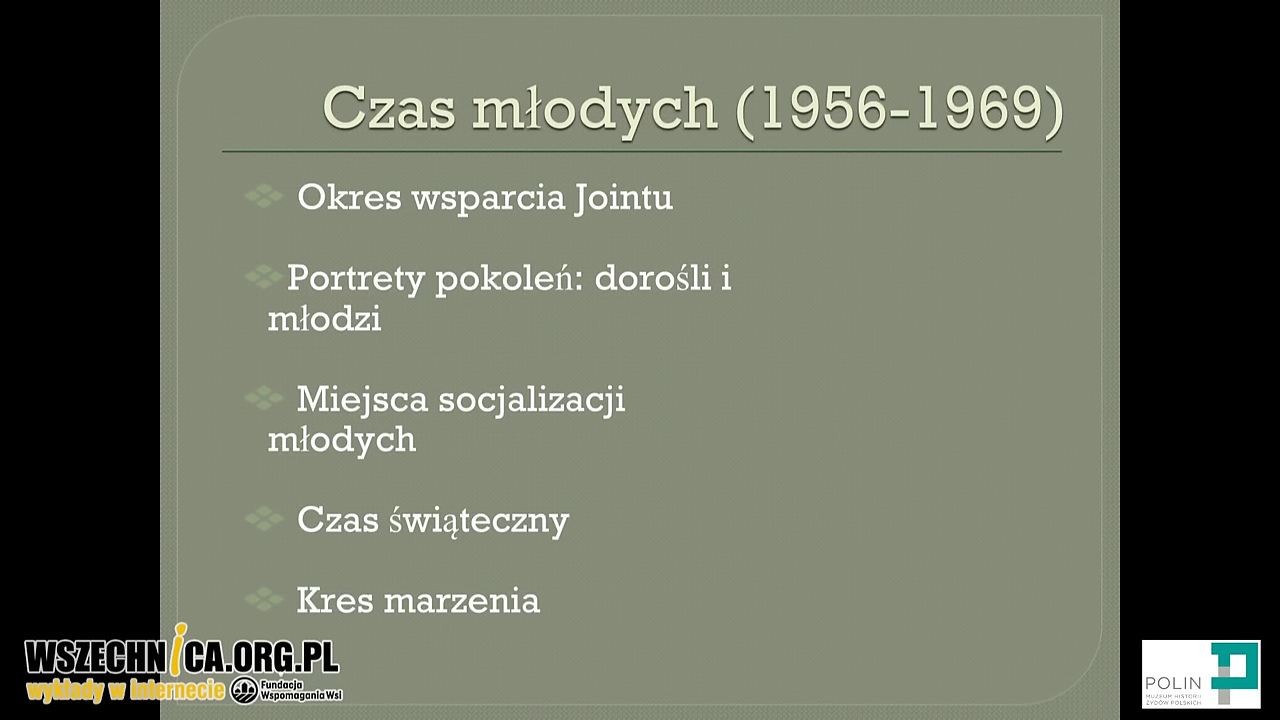 Czas młodych (1956-1969)
Okres wsparcia Jointu
Portrety pokoleń: dorośli i
młodzi
Miejsca socjalizacji
młodych
Czas świąteczny
Kres marzenia
WSZECHNICA.ORG.PL
wykłady w internecie
Fundacja
Wspomagania Wsi
POLIN
MUZEUM HISTORII
ŻYDÓW POLSKICH